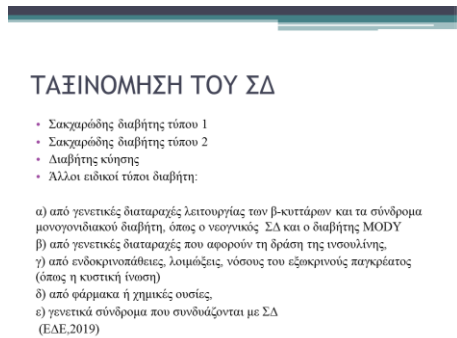 ΤΑΞΙΝΟΜΗΣΗ ΤΟΥ ΣΔ
• Σακχαρώδης διαβήτης τύπου 1
• Σακχαρώδης διαβήτης τύπου 2
• Διαβήτης κύησης
• Άλλοι ειδικοί τύποι διαβήτη:
α) από γενετικές διαταραχές λειτουργίας των β-κυττάρων και τα σύνδρομα
μονογονιδιακού διαβήτη, όπως ο νεογνικός ΣΔ και ο διαβήτης MODY
β) από γενετικές διαταραχές που αφορούν τη δράση της ινσουλίνης,
γ) από ενδοκρινοπάθειες, λοιμώξεις, νόσους του εξωκρινούς παγκρέατος
(όπως η κυστική ίνωση)
δ) από φάρμακα ή χημικές ουσίες,
ε) γενετικά σύνδρομα που συνδυάζονται με ΣΔ
(ΕΔΕ,2019)